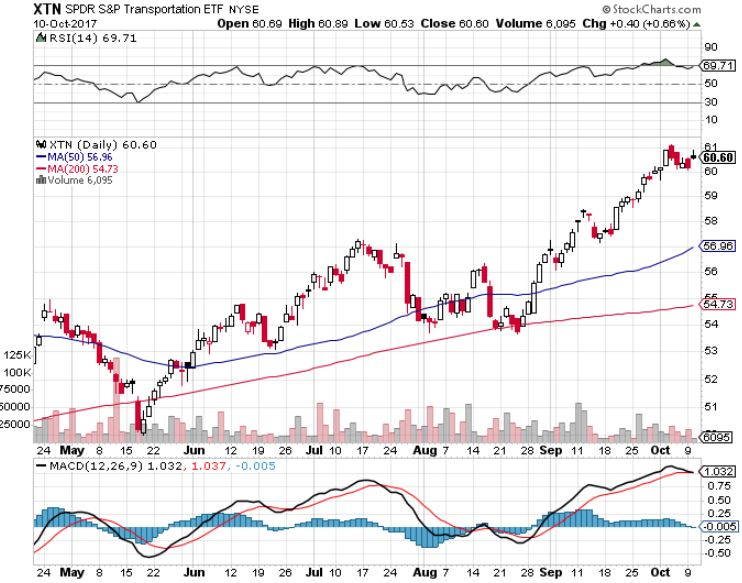 XTN SPDR S&P Transportation ETF NYSE © StockCharts.com
10-Oct-2017 Open 60.69 High 60.89 Low 60.53 Close 60.60 Volume 6,095 Chg +0.40 (+0.66%)
RSI(14) 69.71
90
69.71
50
30
10
XTN (Daily) 60.60
MA(50) 56.96
MA(200) 54.73
Volume 6,095
61
60.60
60
59
58
56.96
56
55
54.73
54
53
52
51
125K
100K
75000
50000
25000
6095
24 May 8 15 22 Jun 12 19 26 Jul 10 17 24 Aug 7 14 21 28 Sep 11 18 25 Oct 9
MACD(12,26,9) 1.032, 1.037, -0.005
1.032
0.75
0.50
0.25
-0.005
-0.25
-0.50
24 May 8 15 22 Jun 12 19 26 Jul 10 17 24 Aug 7 14 21 28 Sep 11 18 25 Oct 9